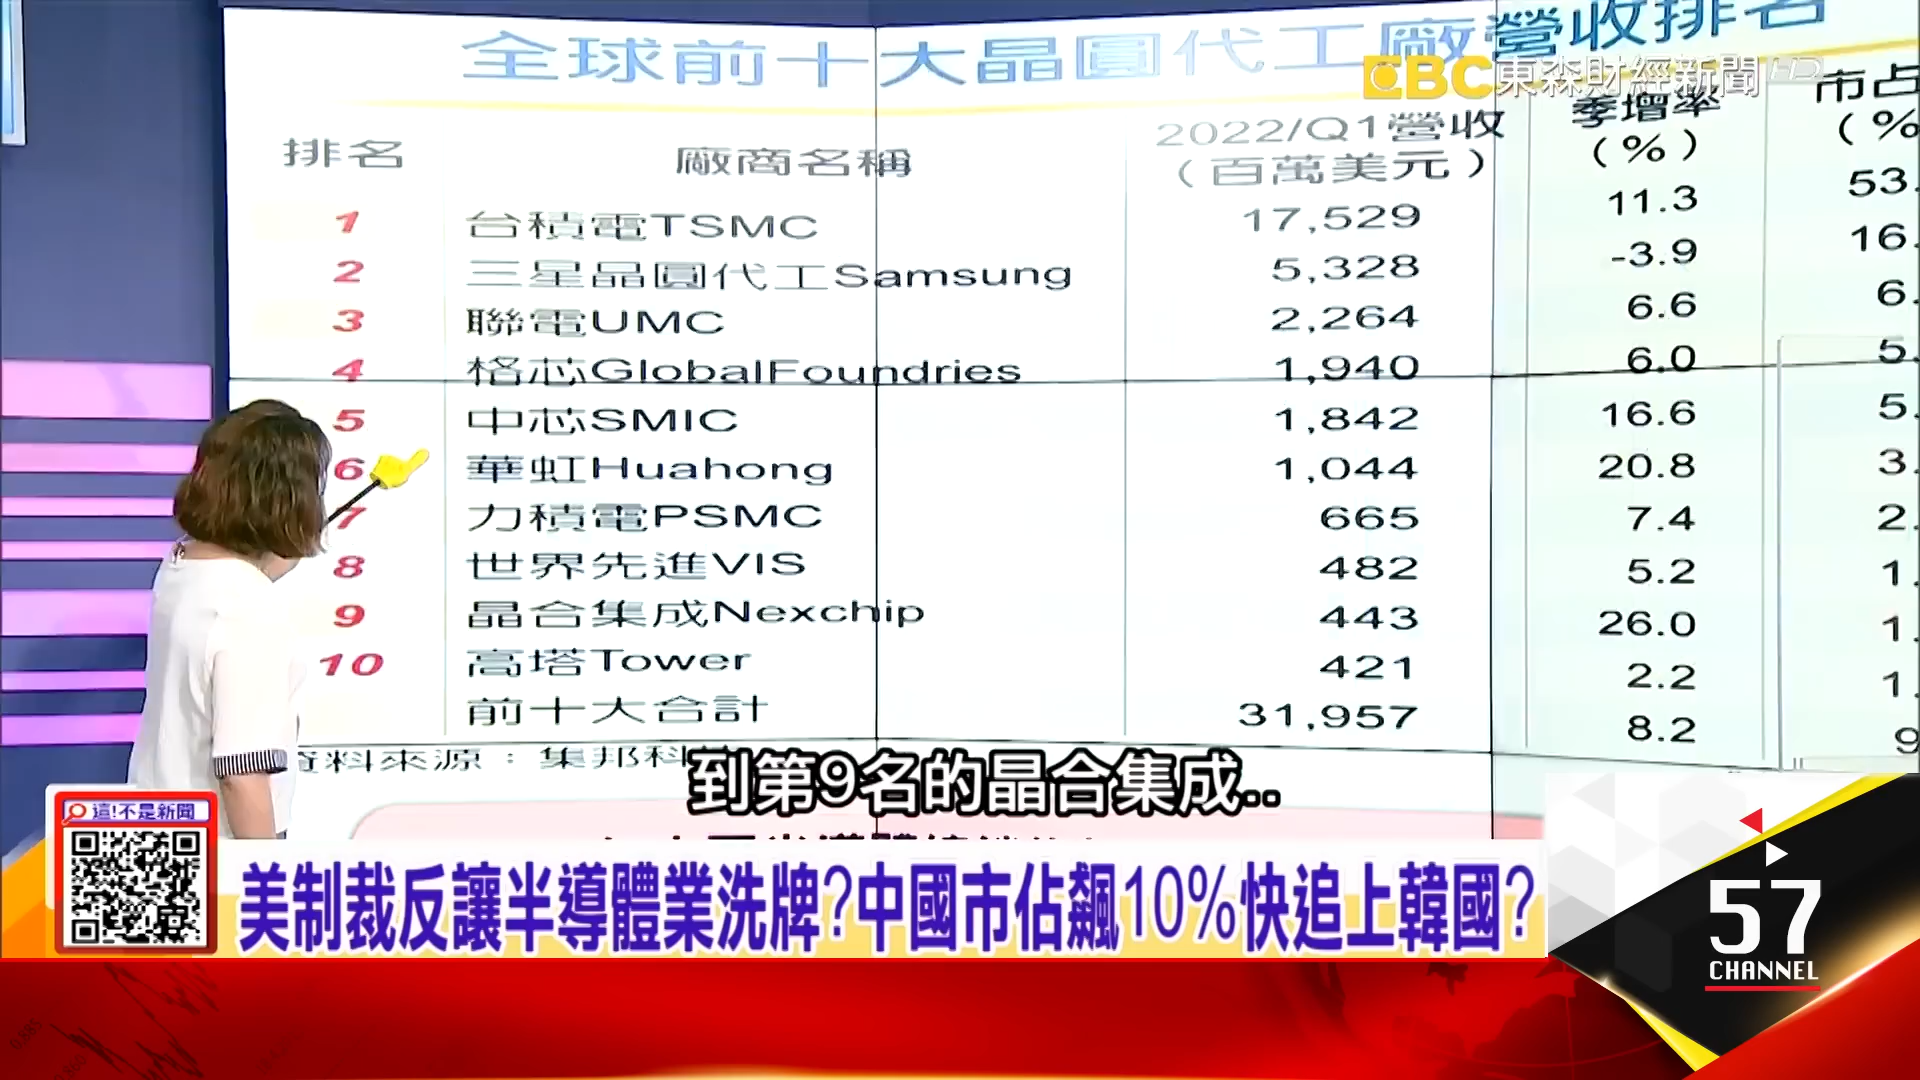 全球前十大晶圓代工廠營收排名
EBC東森財經新聞HD
排名 廠商名稱 2022/Q1營收（百萬美元） 季增率（%） 市占（%
1 台積電TSMC 17,529 11.3 53.
2 三星晶圓代工Samsung 5,328 -3.9 16.
3 聯電UMC 2,264 6.6 6.
4 格芯GlobalFoundries 1,940 6.0 5.
5 中芯SMIC 1,842 16.6 5.
6 華虹Huahong 1,044 20.8 3.
7 力積電PSMC 665 7.4 2.
8 世界先進VIS 482 5.2 1.
9 晶合集成Nexchip 443 26.0 1.
10 高塔Tower 421 2.2 1.
前十大合計 31,957 8.2 9
資料來源：集邦科
到第9名的晶合集成..
這!不是新聞
美制裁反讓半導體業洗牌?中國市佔飆10%快追上韓國?
57
CHANNEL